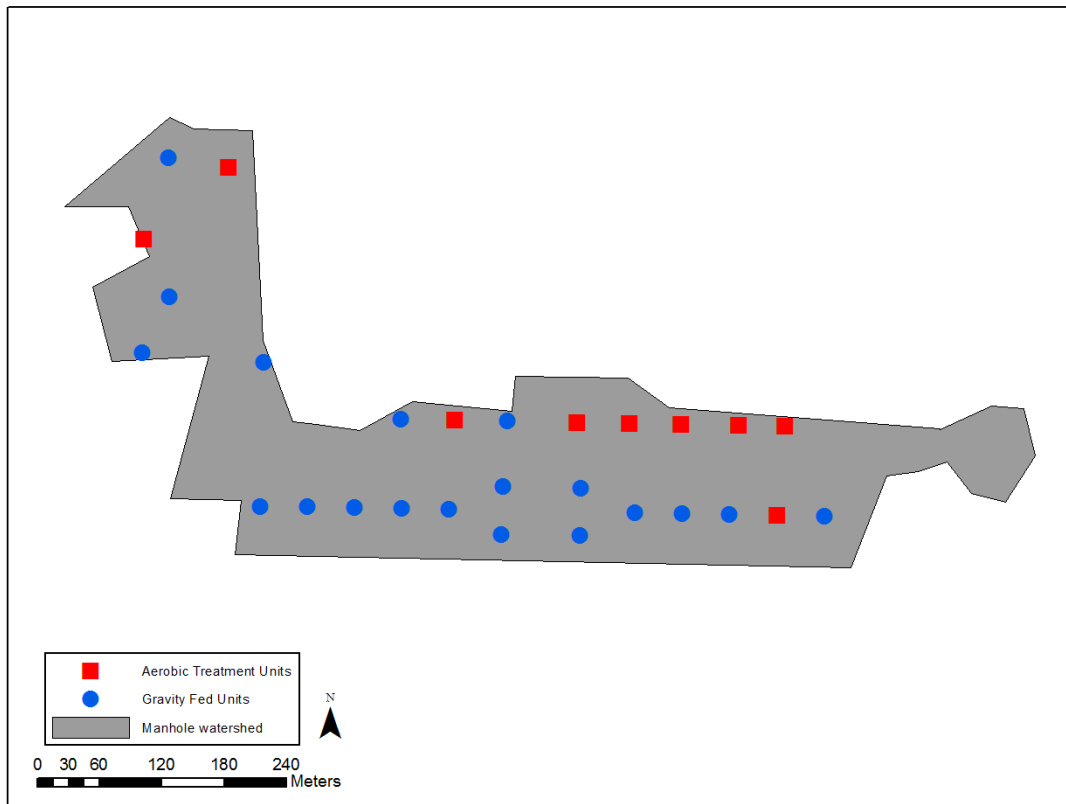 Aerobic Treatment Units
Gravity Fed Units
Manhole watershed
N
0 30 60 120 180 240
Meters